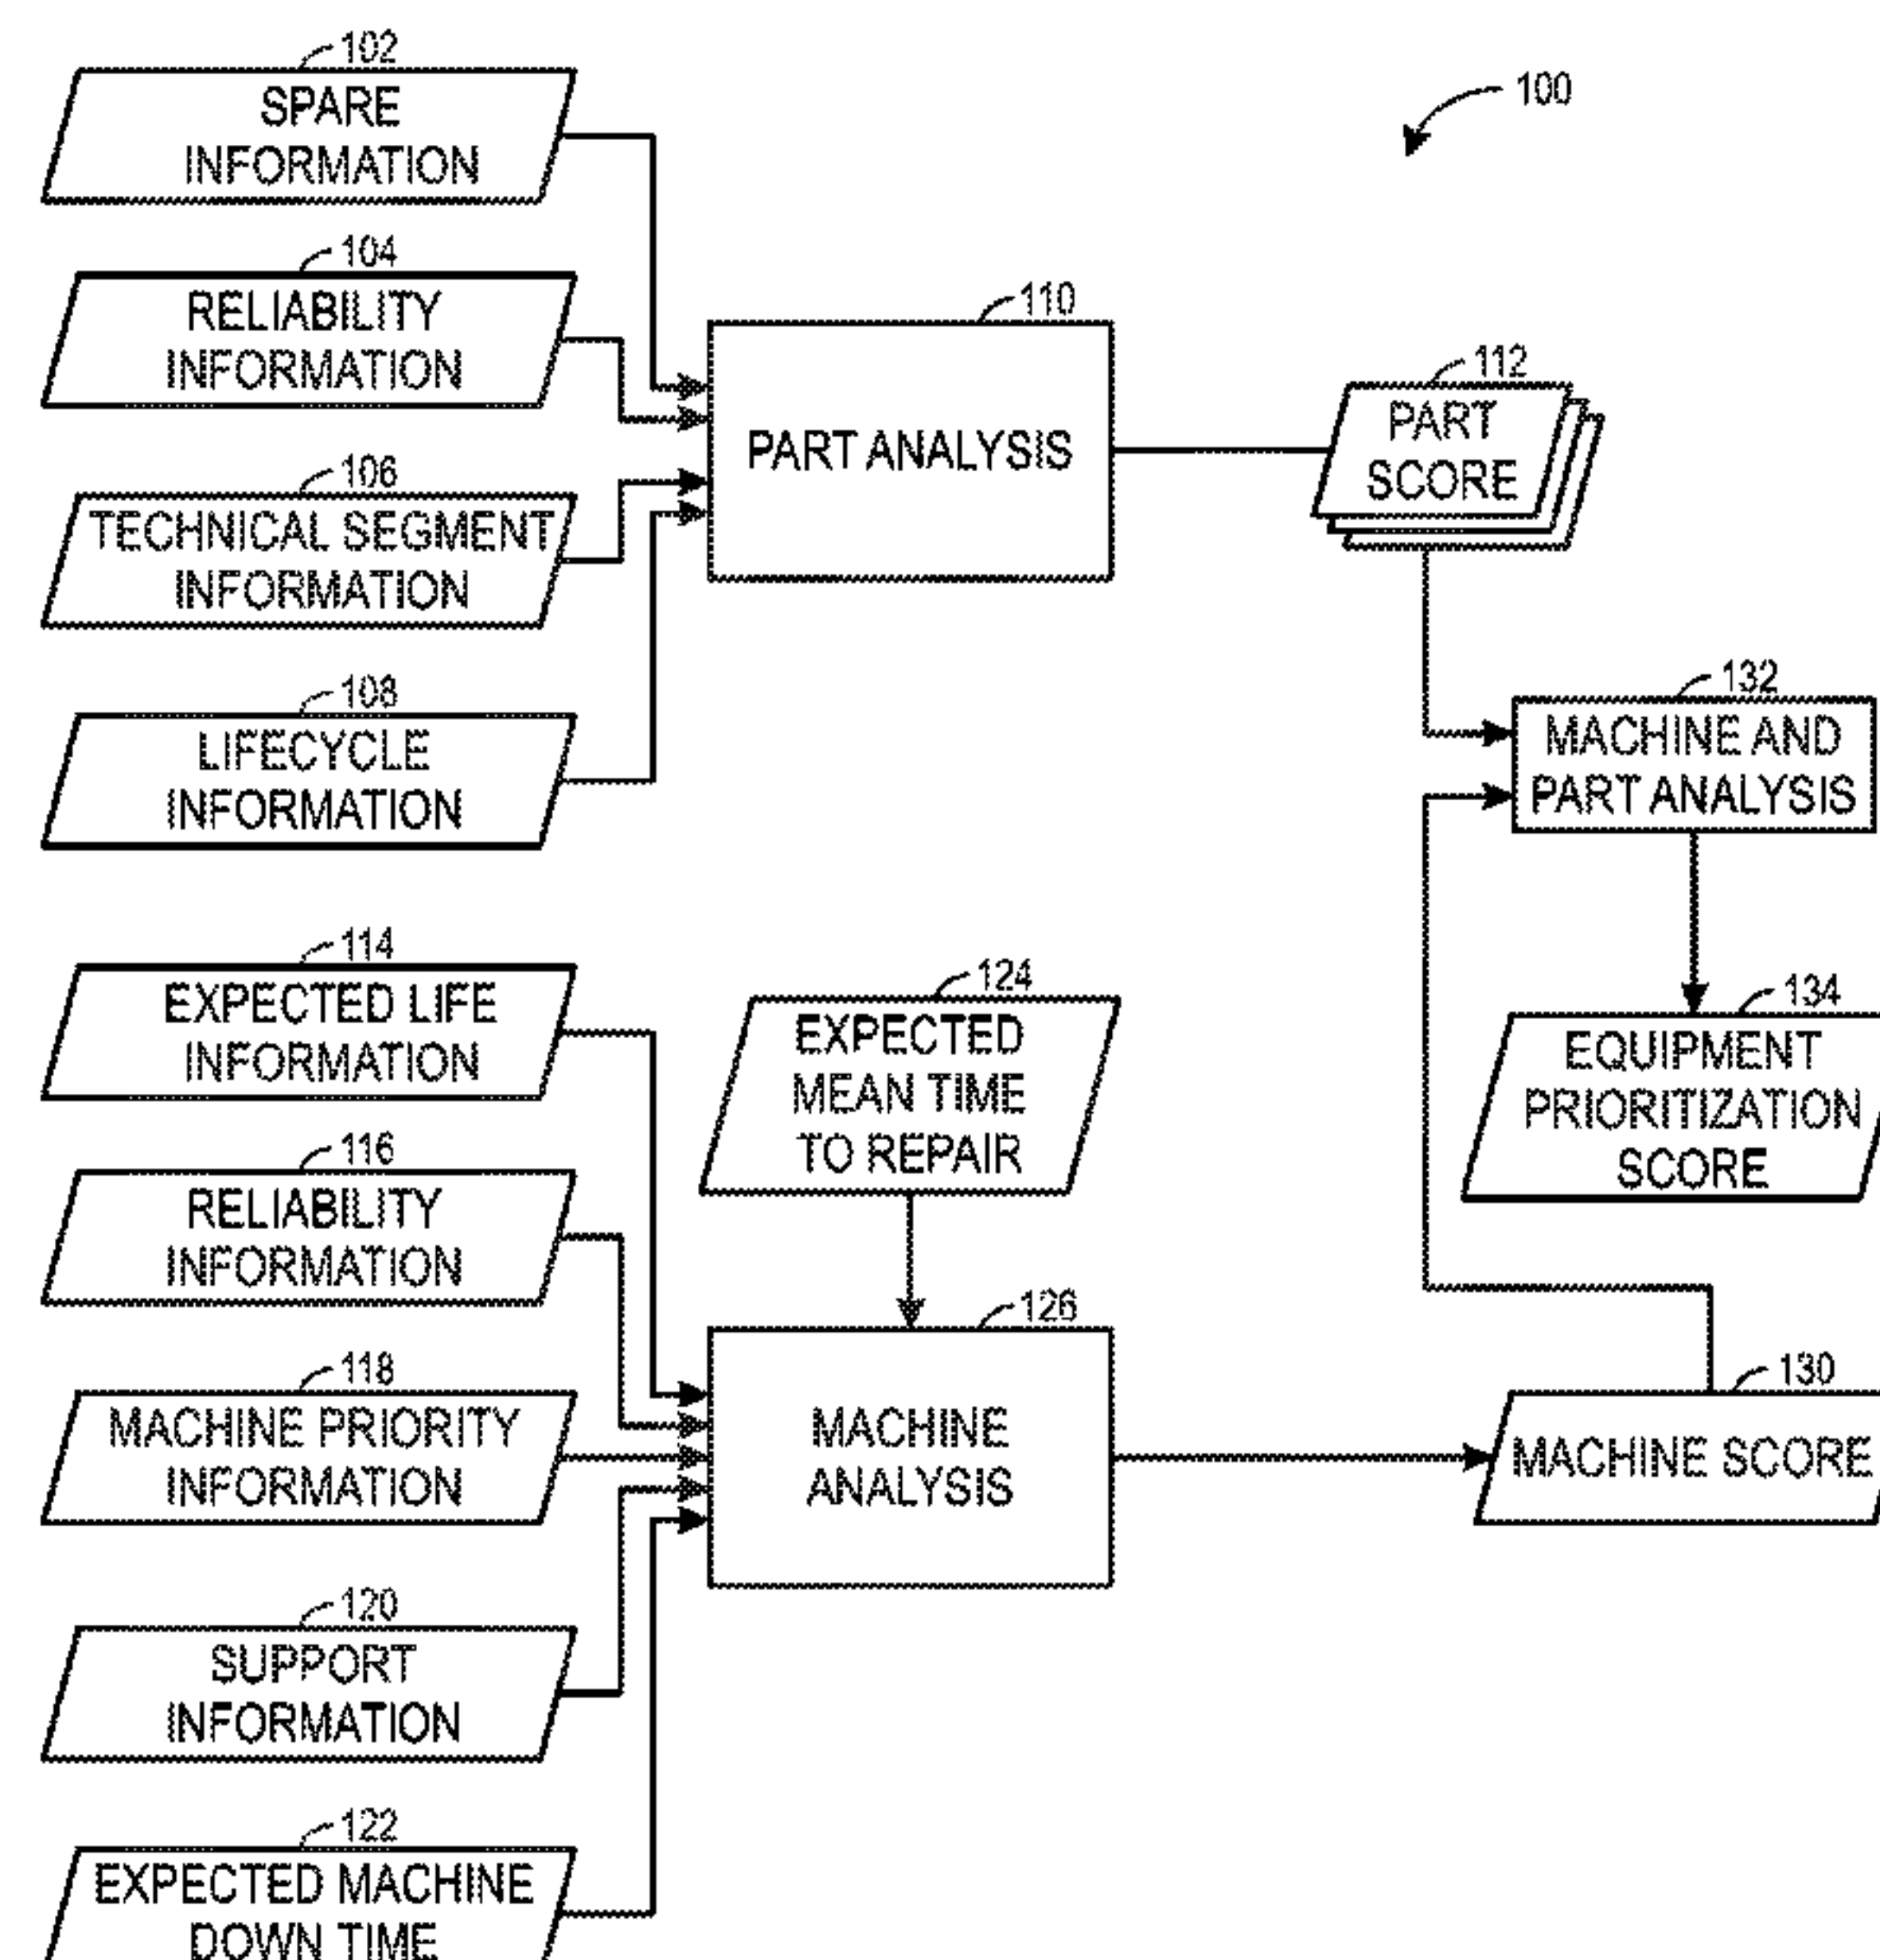 102
SPARE
INFORMATION
100
104
RELIABILITY
INFORMATION
110
PART ANALYSIS
112
PART
SCORE
106
TECHNICAL SEGMENT
INFORMATION
108
LIFECYCLE
INFORMATION
132
MACHINE AND
PART ANALYSIS
114
EXPECTED LIFE
INFORMATION
124
EXPECTED
MEAN TIME
TO REPAIR
134
EQUIPMENT
PRIORITIZATION
SCORE
116
RELIABILITY
INFORMATION
126
MACHINE
ANALYSIS
118
MACHINE PRIORITY
INFORMATION
130
MACHINE SCORE
120
SUPPORT
INFORMATION
122
EXPECTED MACHINE
DOWN TIME